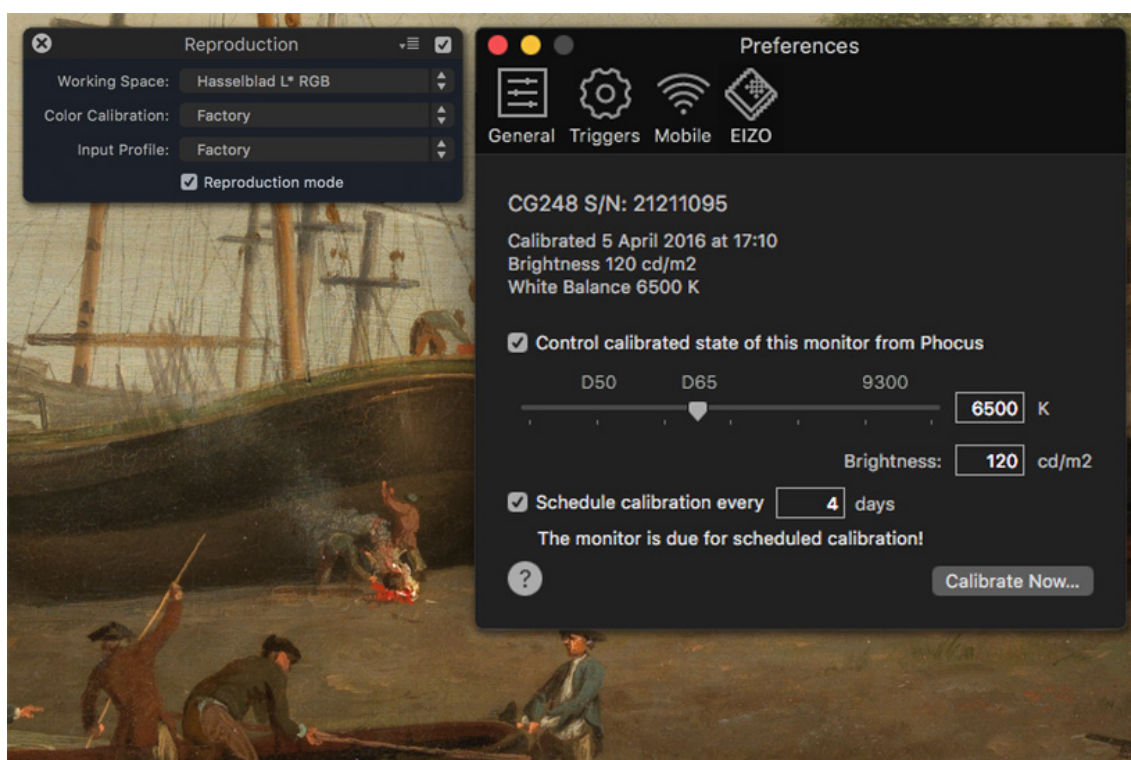 Reproduction
Working Space: Hasselblad L* RGB
Color Calibration: Factory
Input Profile: Factory
Reproduction mode
Preferences
General Triggers Mobile EIZO
CG248 S/N: 21211095
Calibrated 5 April 2016 at 17:10
Brightness 120 cd/m2
White Balance 6500 K
Control calibrated state of this monitor from Phocus
D50 D65 9300
6500 K
Brightness: 120 cd/m2
Schedule calibration every 4 days
The monitor is due for scheduled calibration!
? Calibrate Now...